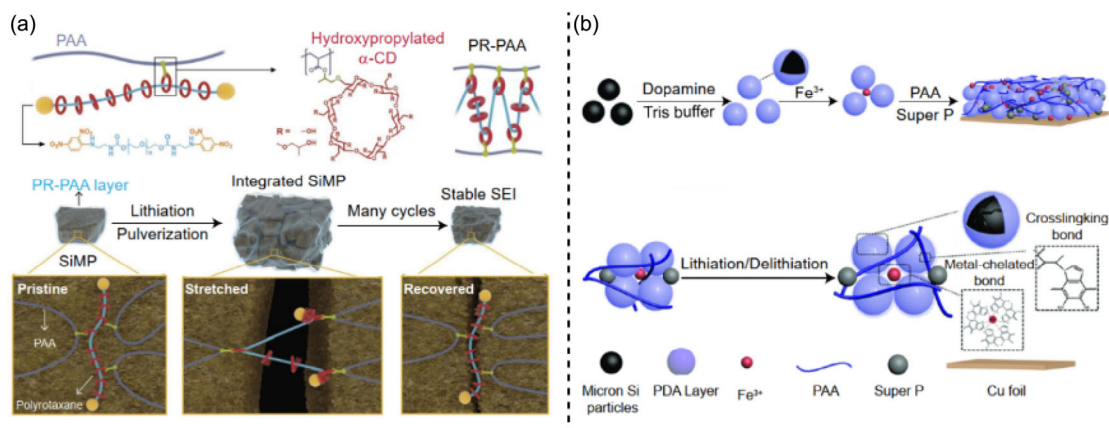 (a)
PAA
Hydroxypropylated
α-CD
PR-PAA
NO₂
O₂N
R = —OH
PR-PAA layer
Lithiation
Pulverization
Integrated SiMP
Many cycles
Stable SEI
SiMP
Pristine
PAA
Polyrotaxane
Stretched
Recovered
(b)
Dopamine
Tris buffer
Fe³⁺
PAA
Super P
Lithiation/Delithiation
Crosslingking
bond
Metal-chelated
bond
Micron Si
particles
PDA Layer
Fe³⁺
PAA
Super P
Cu foil